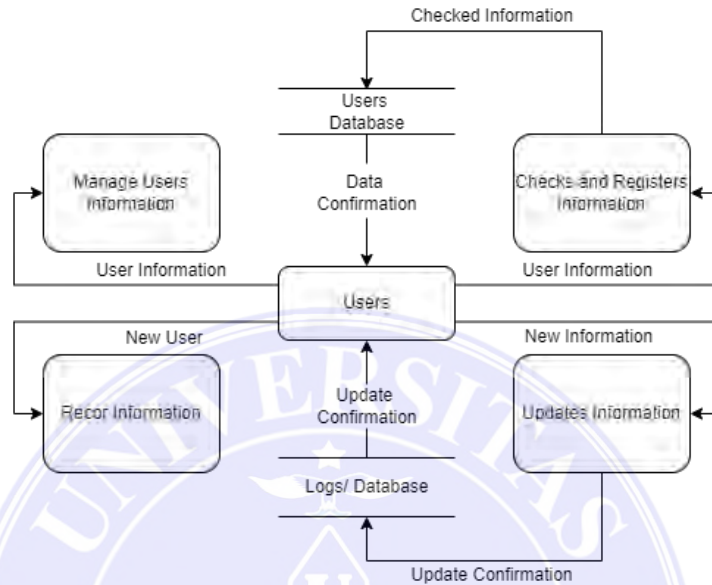 Checked Information
Users
Database
Manage Users
Information
Data
Confirmation
Checks and Registers
Information
User Information
User Information
Users
New User
New Information
Recor Information
Update
Confirmation
Updates Information
Logs/ Database
Update Confirmation
UNIVERSITAS